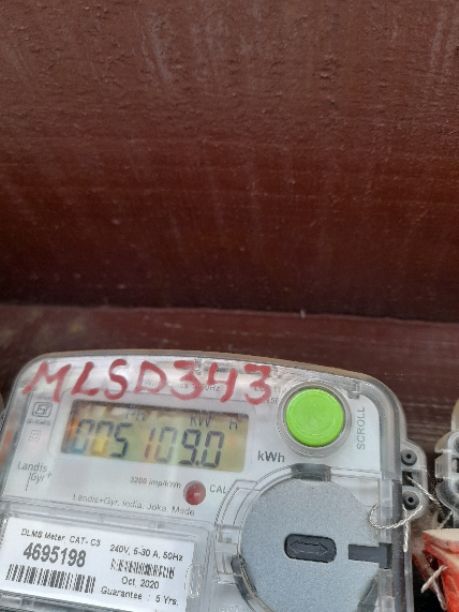 MLSD343
KW h
005109.0
kWh
SCROLL
Landis
Gyr+
3200 imp/kWh
CAL
Landis+Gyr, India, Joka, Made
DLMS Meter CAT- C3
240V, 5-30 A, 50Hz
4695198
Oct, 2020
Guarantee : 5 Yrs.